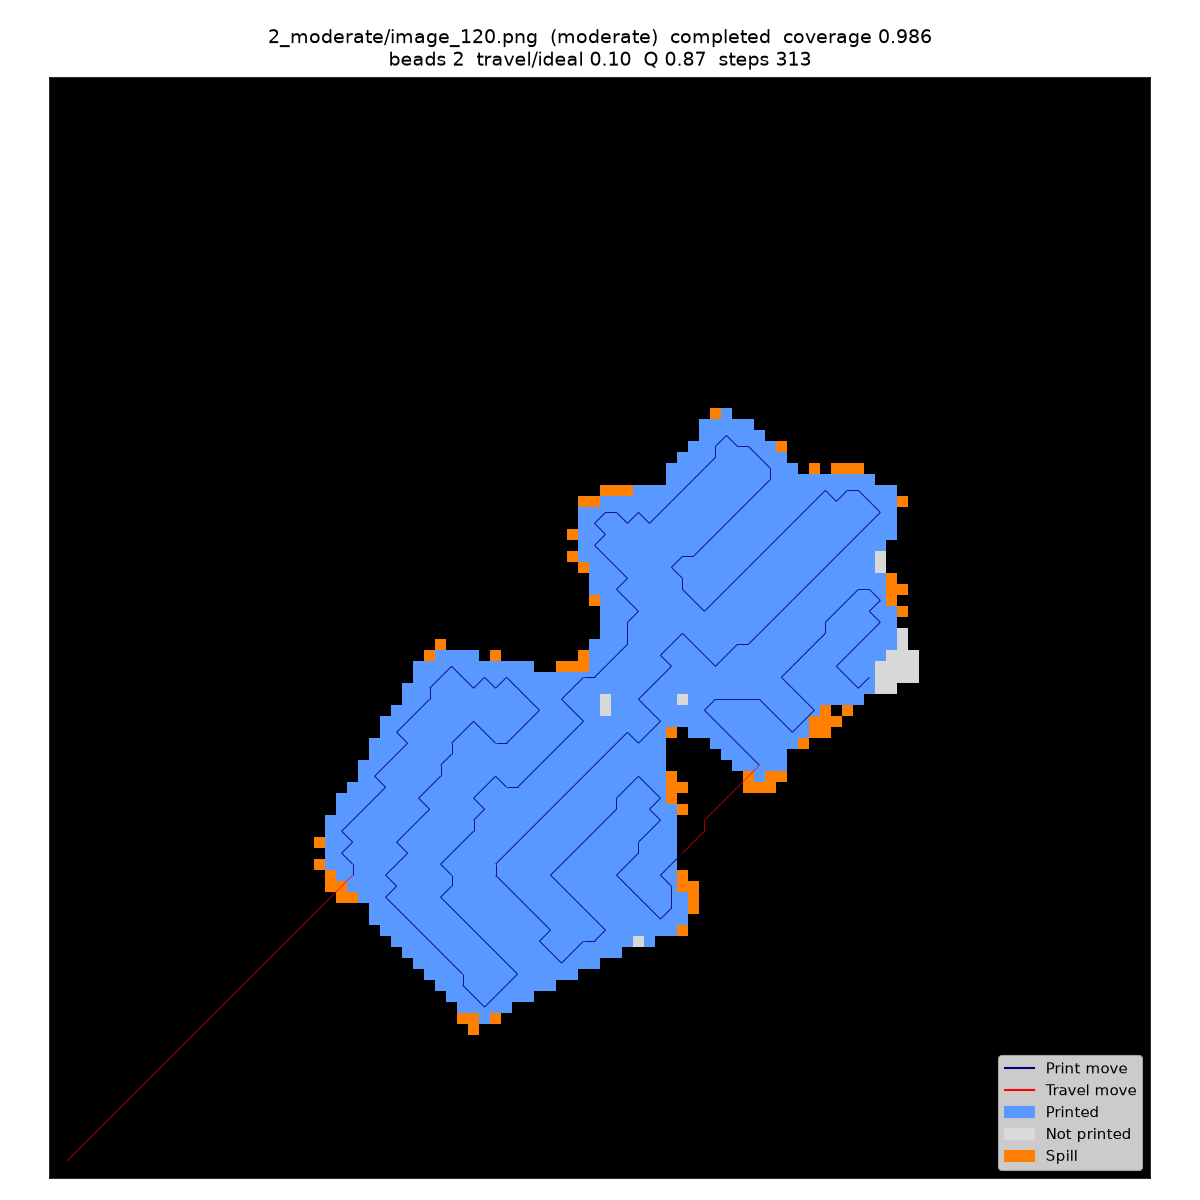 2_moderate/image_120.png  (moderate)  completed  coverage 0.986
beads 2  travel/ideal 0.10  Q 0.87  steps 313
Print move
Travel move
Printed
Not printed
Spill